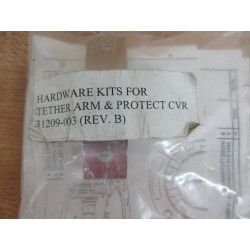 HARDWARE KITS FOR
TETHER ARM & PROTECT CVR
31209-003 (REV. B)